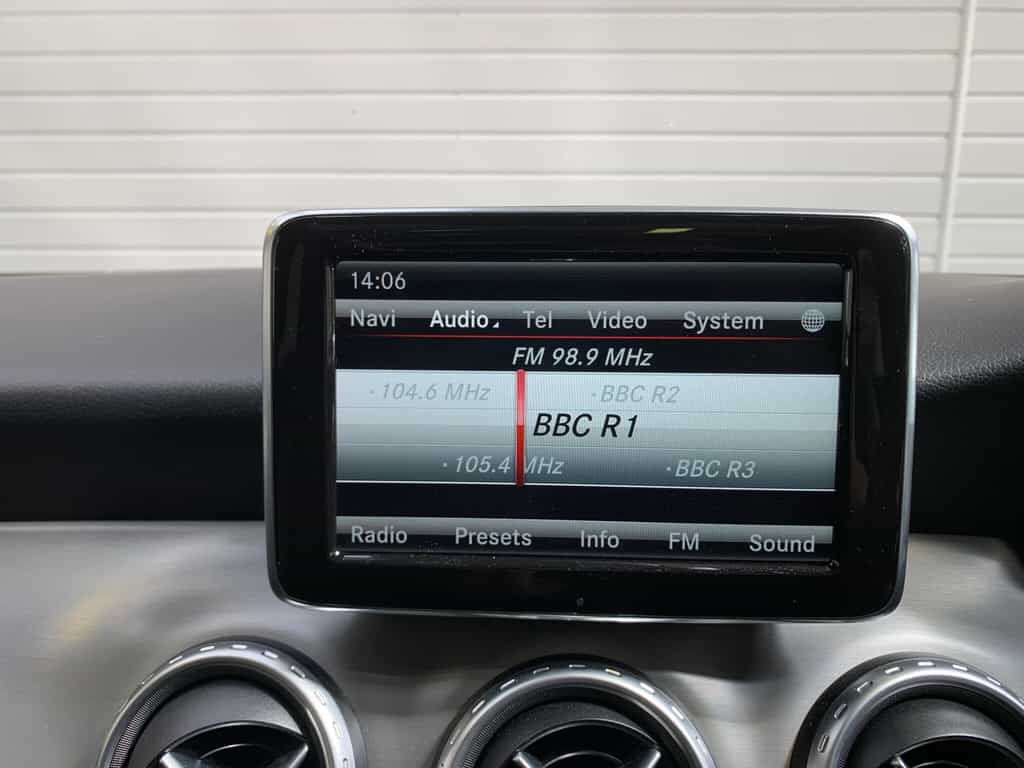 14:06
Navi Audio Tel Video System
FM 98.9 MHz
·104.6 MHz ·BBC R2
BBC R1
·105.4 MHz ·BBC R3
Radio Presets Info FM Sound